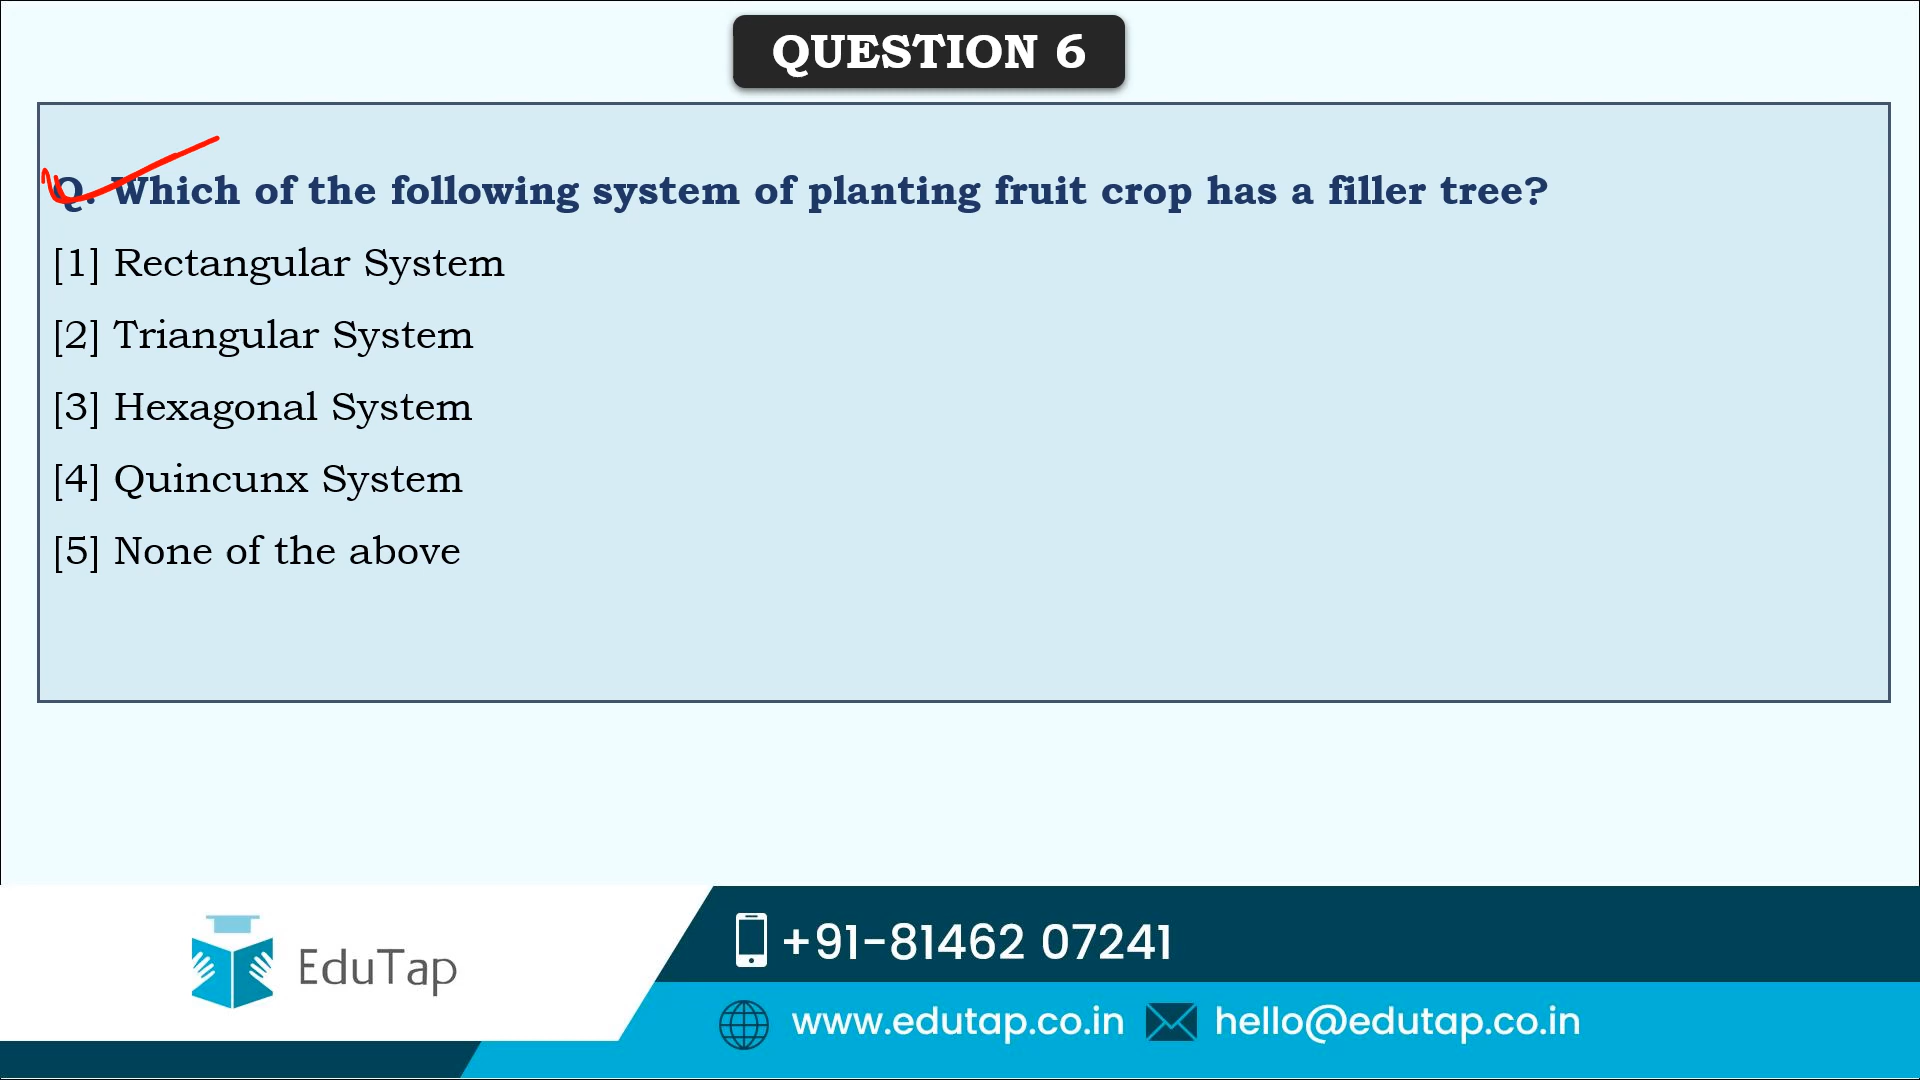 QUESTION 6
Q. Which of the following system of planting fruit crop has a filler tree?
[1] Rectangular System
[2] Triangular System
[3] Hexagonal System
[4] Quincunx System
[5] None of the above
EduTap
+91-81462 07241
www.edutap.co.in hello@edutap.co.in